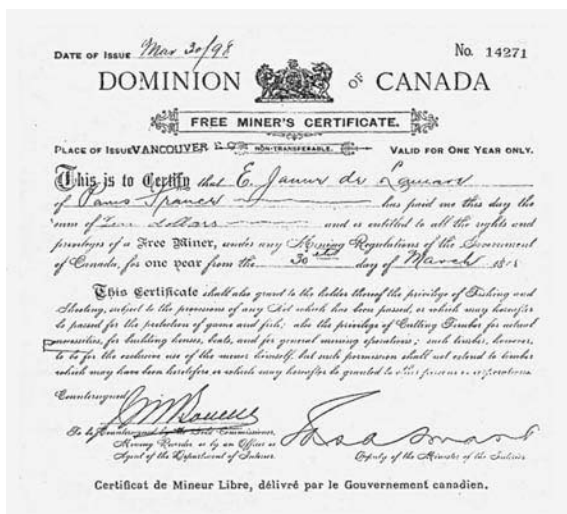 DATE OF ISSUE Mar 30/98 No. 14271
DOMINION OF CANADA
FREE MINER'S CERTIFICATE.
PLACE OF ISSUE VANCOUVER B.C. NON-TRANSFERABLE. VALID FOR ONE YEAR ONLY.
This is to Certify that E. de
of Paris France has paid me this day the
sum of Ten dollars and is entitled to all the rights and
privileges of a Free Miner, under any Mining Regulations of the Government
of Canada, for one year from the 30th day of March 189
This Certificate shall also grant to the holder thereof the privilege of Fishing and
Shooting, subject to the provisions of any Act which has been passed, or which may hereafter
be passed for the protection of game and fish; also the privilege of Cutting Timber for actual
necessities, for building houses, boats, and for general mining operations; such timber, however,
to be for the exclusive use of the miner himself, but such permission shall not extend to timber
which may have been heretofore or which may hereafter be granted to other persons or corporations.
Countersigned
To be Countersigned by the Gold Commissioner,
Mining Recorder or by an Officer or
Agent of the Department of Interior.
Deputy of the Minister of the Interior
Certificat de Mineur Libre, délivré par le Gouvernement canadien.